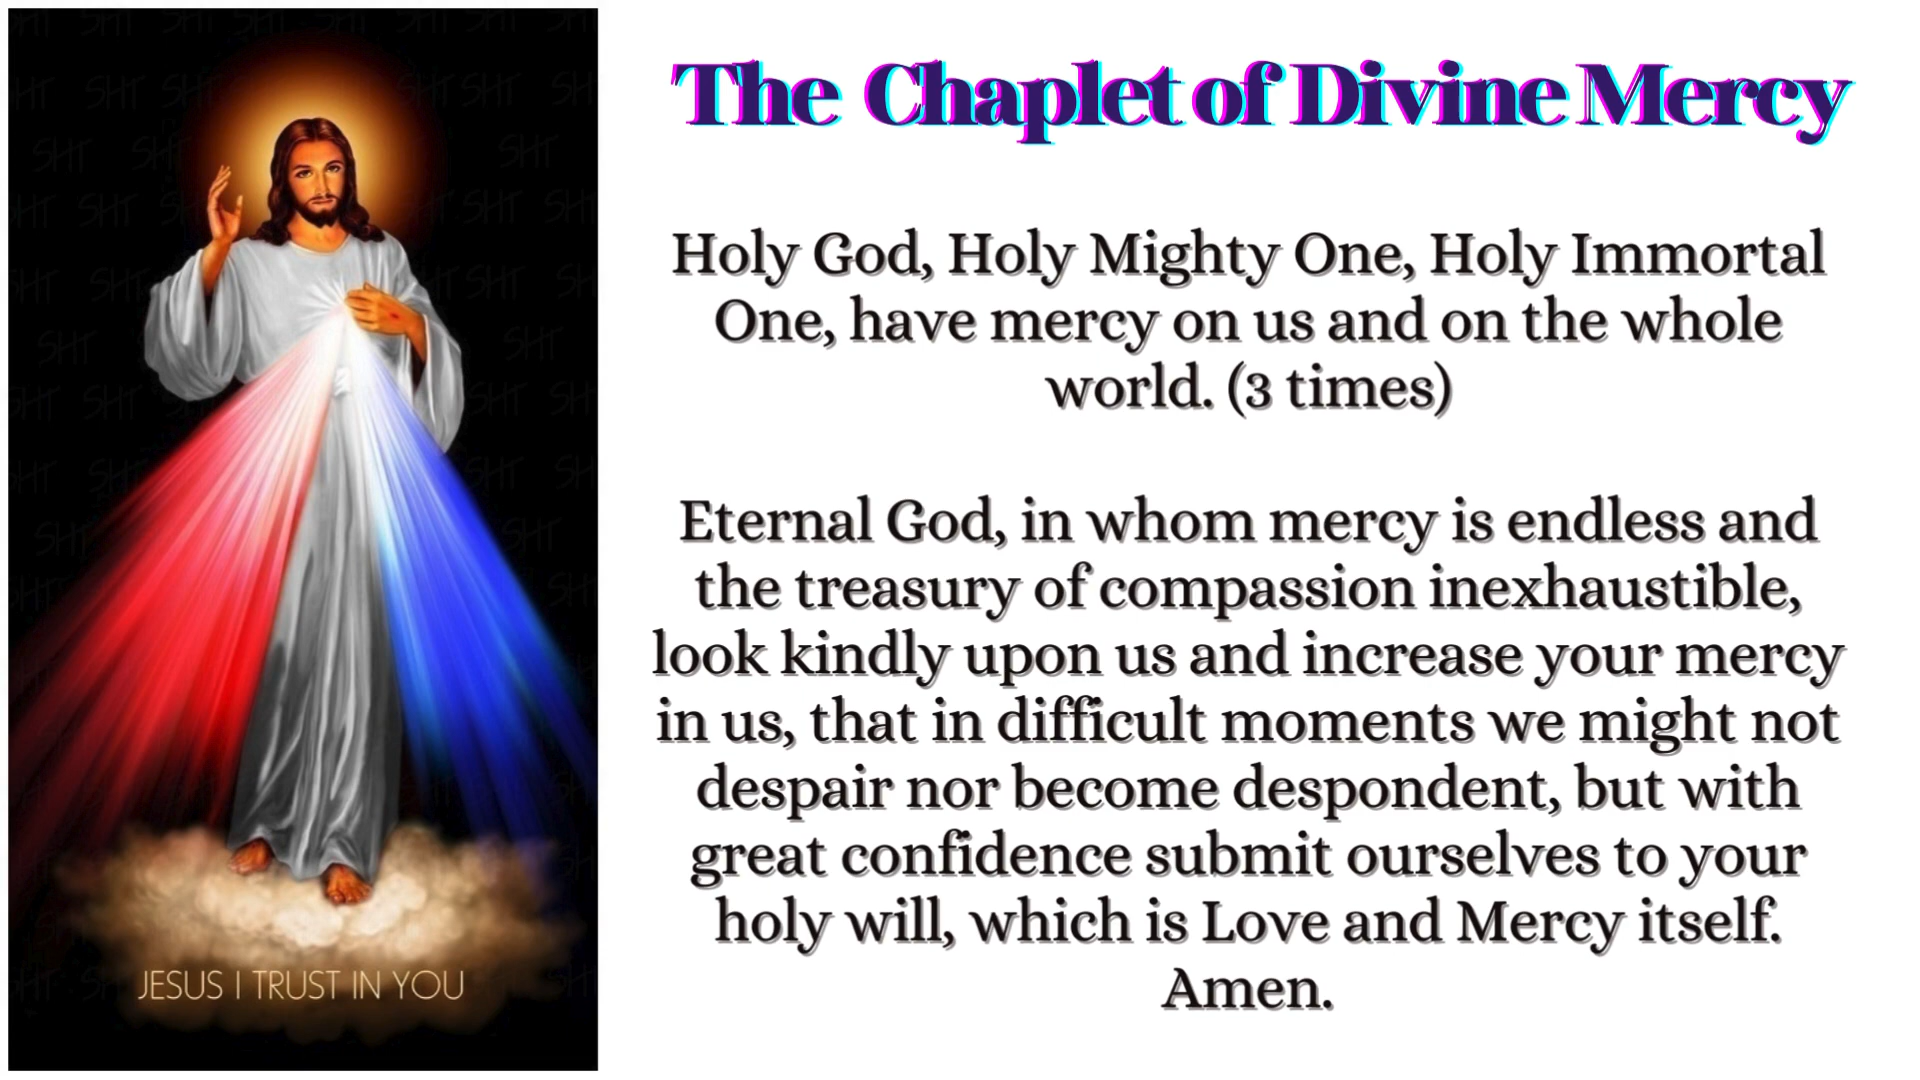 The Chaplet of Divine Mercy
Holy God, Holy Mighty One, Holy Immortal
One, have mercy on us and on the whole
world. (3 times)
Eternal God, in whom mercy is endless and
the treasury of compassion inexhaustible,
look kindly upon us and increase your mercy
in us, that in difficult moments we might not
despair nor become despondent, but with
great confidence submit ourselves to your
holy will, which is Love and Mercy itself.
Amen.
JESUS I TRUST IN YOU